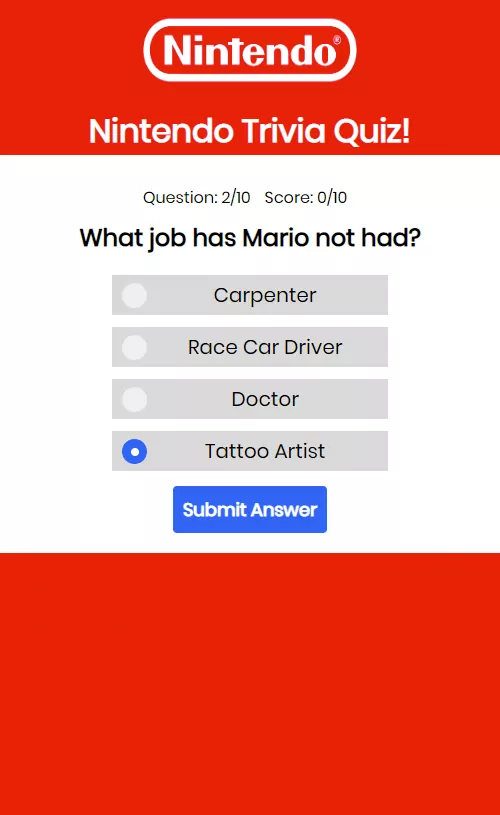 Nintendo®
Nintendo Trivia Quiz!
Question: 2/10 Score: 0/10
What job has Mario not had?
Carpenter
Race Car Driver
Doctor
Tattoo Artist
Submit Answer